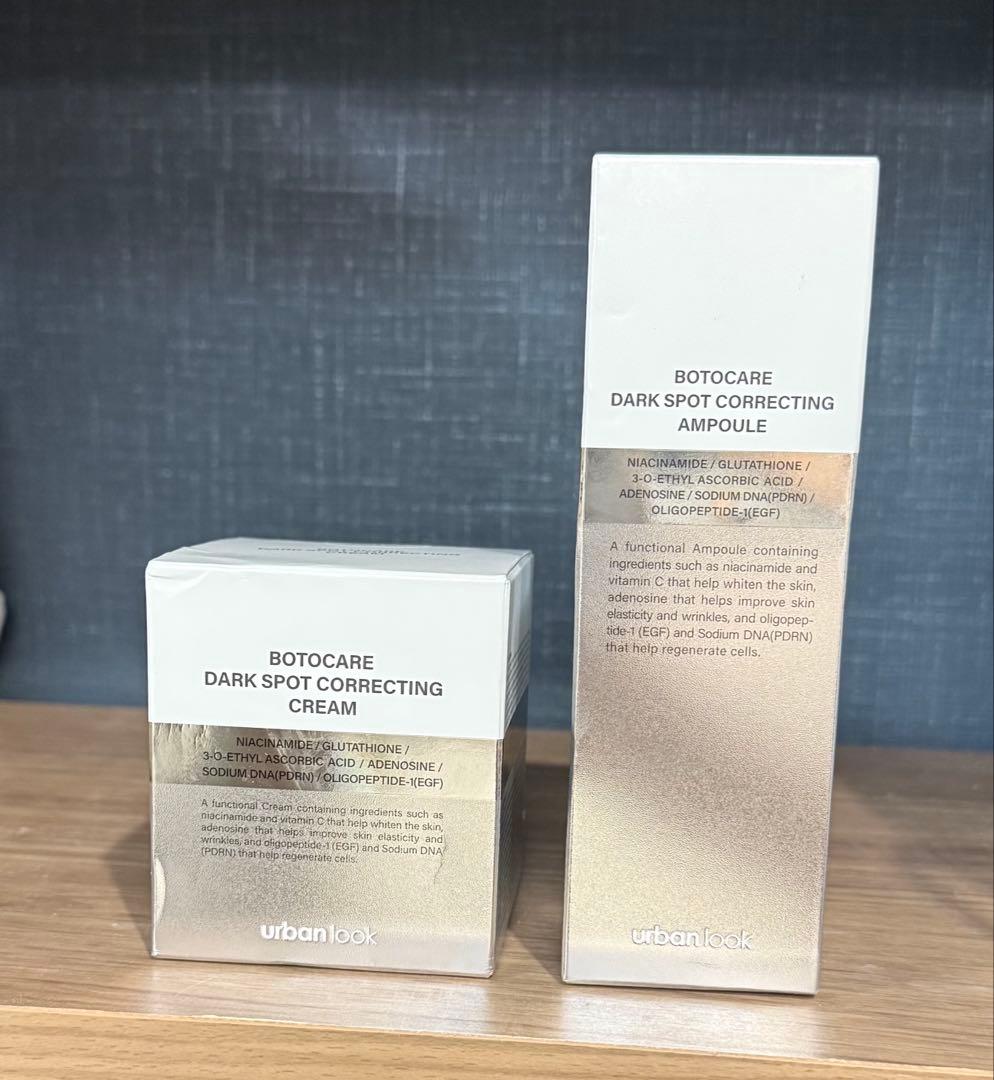 BOTOCARE
DARK SPOT CORRECTING
CREAM
NIACINAMIDE / GLUTATHIONE /
3-O-ETHYL ASCORBIC ACID / ADENOSINE /
SODIUM DNA(PDRN) / OLIGOPEPTIDE-1(EGF)
A functional Cream containing ingredients such as
niacinamide and vitamin C that help whiten the skin,
adenosine that helps improve skin elasticity and
wrinkles, and oligopeptide-1 (EGF) and Sodium DNA
(PDRN) that help regenerate cells.
urbanlook
BOTOCARE
DARK SPOT CORRECTING
AMPOULE
NIACINAMIDE / GLUTATHIONE /
3-O-ETHYL ASCORBIC ACID /
ADENOSINE / SODIUM DNA(PDRN) /
OLIGOPEPTIDE-1(EGF)
A functional Ampoule containing
ingredients such as niacinamide and
vitamin C that help whiten the skin,
adenosine that helps improve skin
elasticity and wrinkles, and oligopep-
tide-1 (EGF) and Sodium DNA(PDRN)
that help regenerate cells.
urbanlook